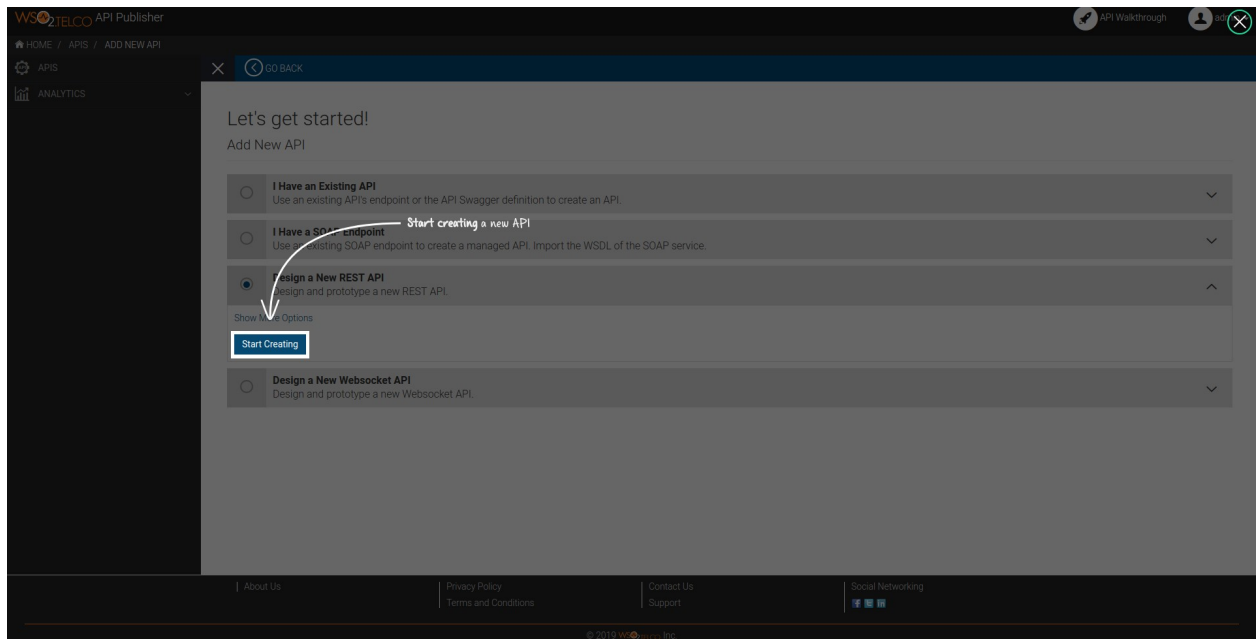 WSO2TELCO API Publisher
API Walkthrough
HOME / APIS / ADD NEW API
APIS
ANALYTICS
GO BACK
Let's get started!
Add New API
I Have an Existing API
Use an existing API's endpoint or the API Swagger definition to create an API.
Start creating a new API
I Have a SOAP Endpoint
Use an existing SOAP endpoint to create a managed API. Import the WSDL of the SOAP service.
Design a New REST API
Design and prototype a new REST API.
Show More Options
Start Creating
Design a New Websocket API
Design and prototype a new Websocket API.
About Us
Privacy Policy
Terms and Conditions
Contact Us
Support
Social Networking
© 2019 WSO2TELCO Inc